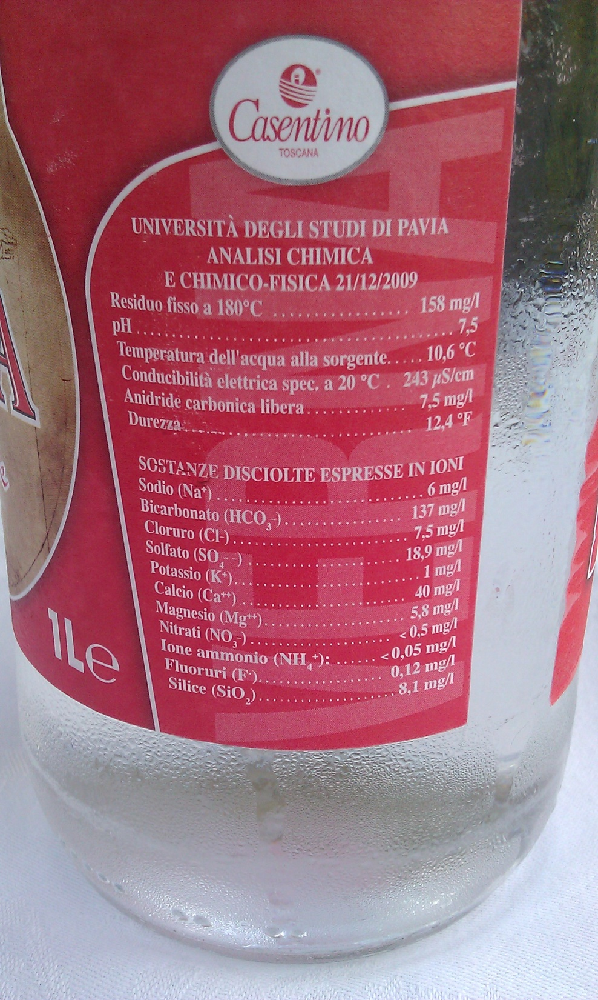 Casentino
TOSCANA
UNIVERSITÀ DEGLI STUDI DI PAVIA
ANALISI CHIMICA
E CHIMICO-FISICA 21/12/2009
Residuo fisso a 180°C ................. 158 mg/l
pH ................................................ 7,5
Temperatura dell'acqua alla sorgente. .... 10,6 °C
Conducibilità elettrica spec. a 20 °C . 243 µS/cm
Anidride carbonica libera ............. 7,5 mg/l
Durezza ................................... 12,4 °F
SOSTANZE DISCIOLTE ESPRESSE IN IONI
Sodio (Na⁺) ................................ 6 mg/l
Bicarbonato (HCO₃-) ................... 137 mg/l
Cloruro (Cl-) ............................ 7,5 mg/l
Solfato (SO₄--) .......................... 18,9 mg/l
Potassio (K⁺) .............................. 1 mg/l
Calcio (Ca⁺⁺) ............................ 40 mg/l
Magnesio (Mg⁺⁺) ....................... 5,8 mg/l
Nitrati (NO₃-) ....................... < 0,5 mg/l
Ione ammonio (NH₄⁺): ...... < 0,05 mg/l
Fluoruri (F-) ........................ 0,12 mg/l
Silice (SiO₂) ......................... 8,1 mg/l
1L e